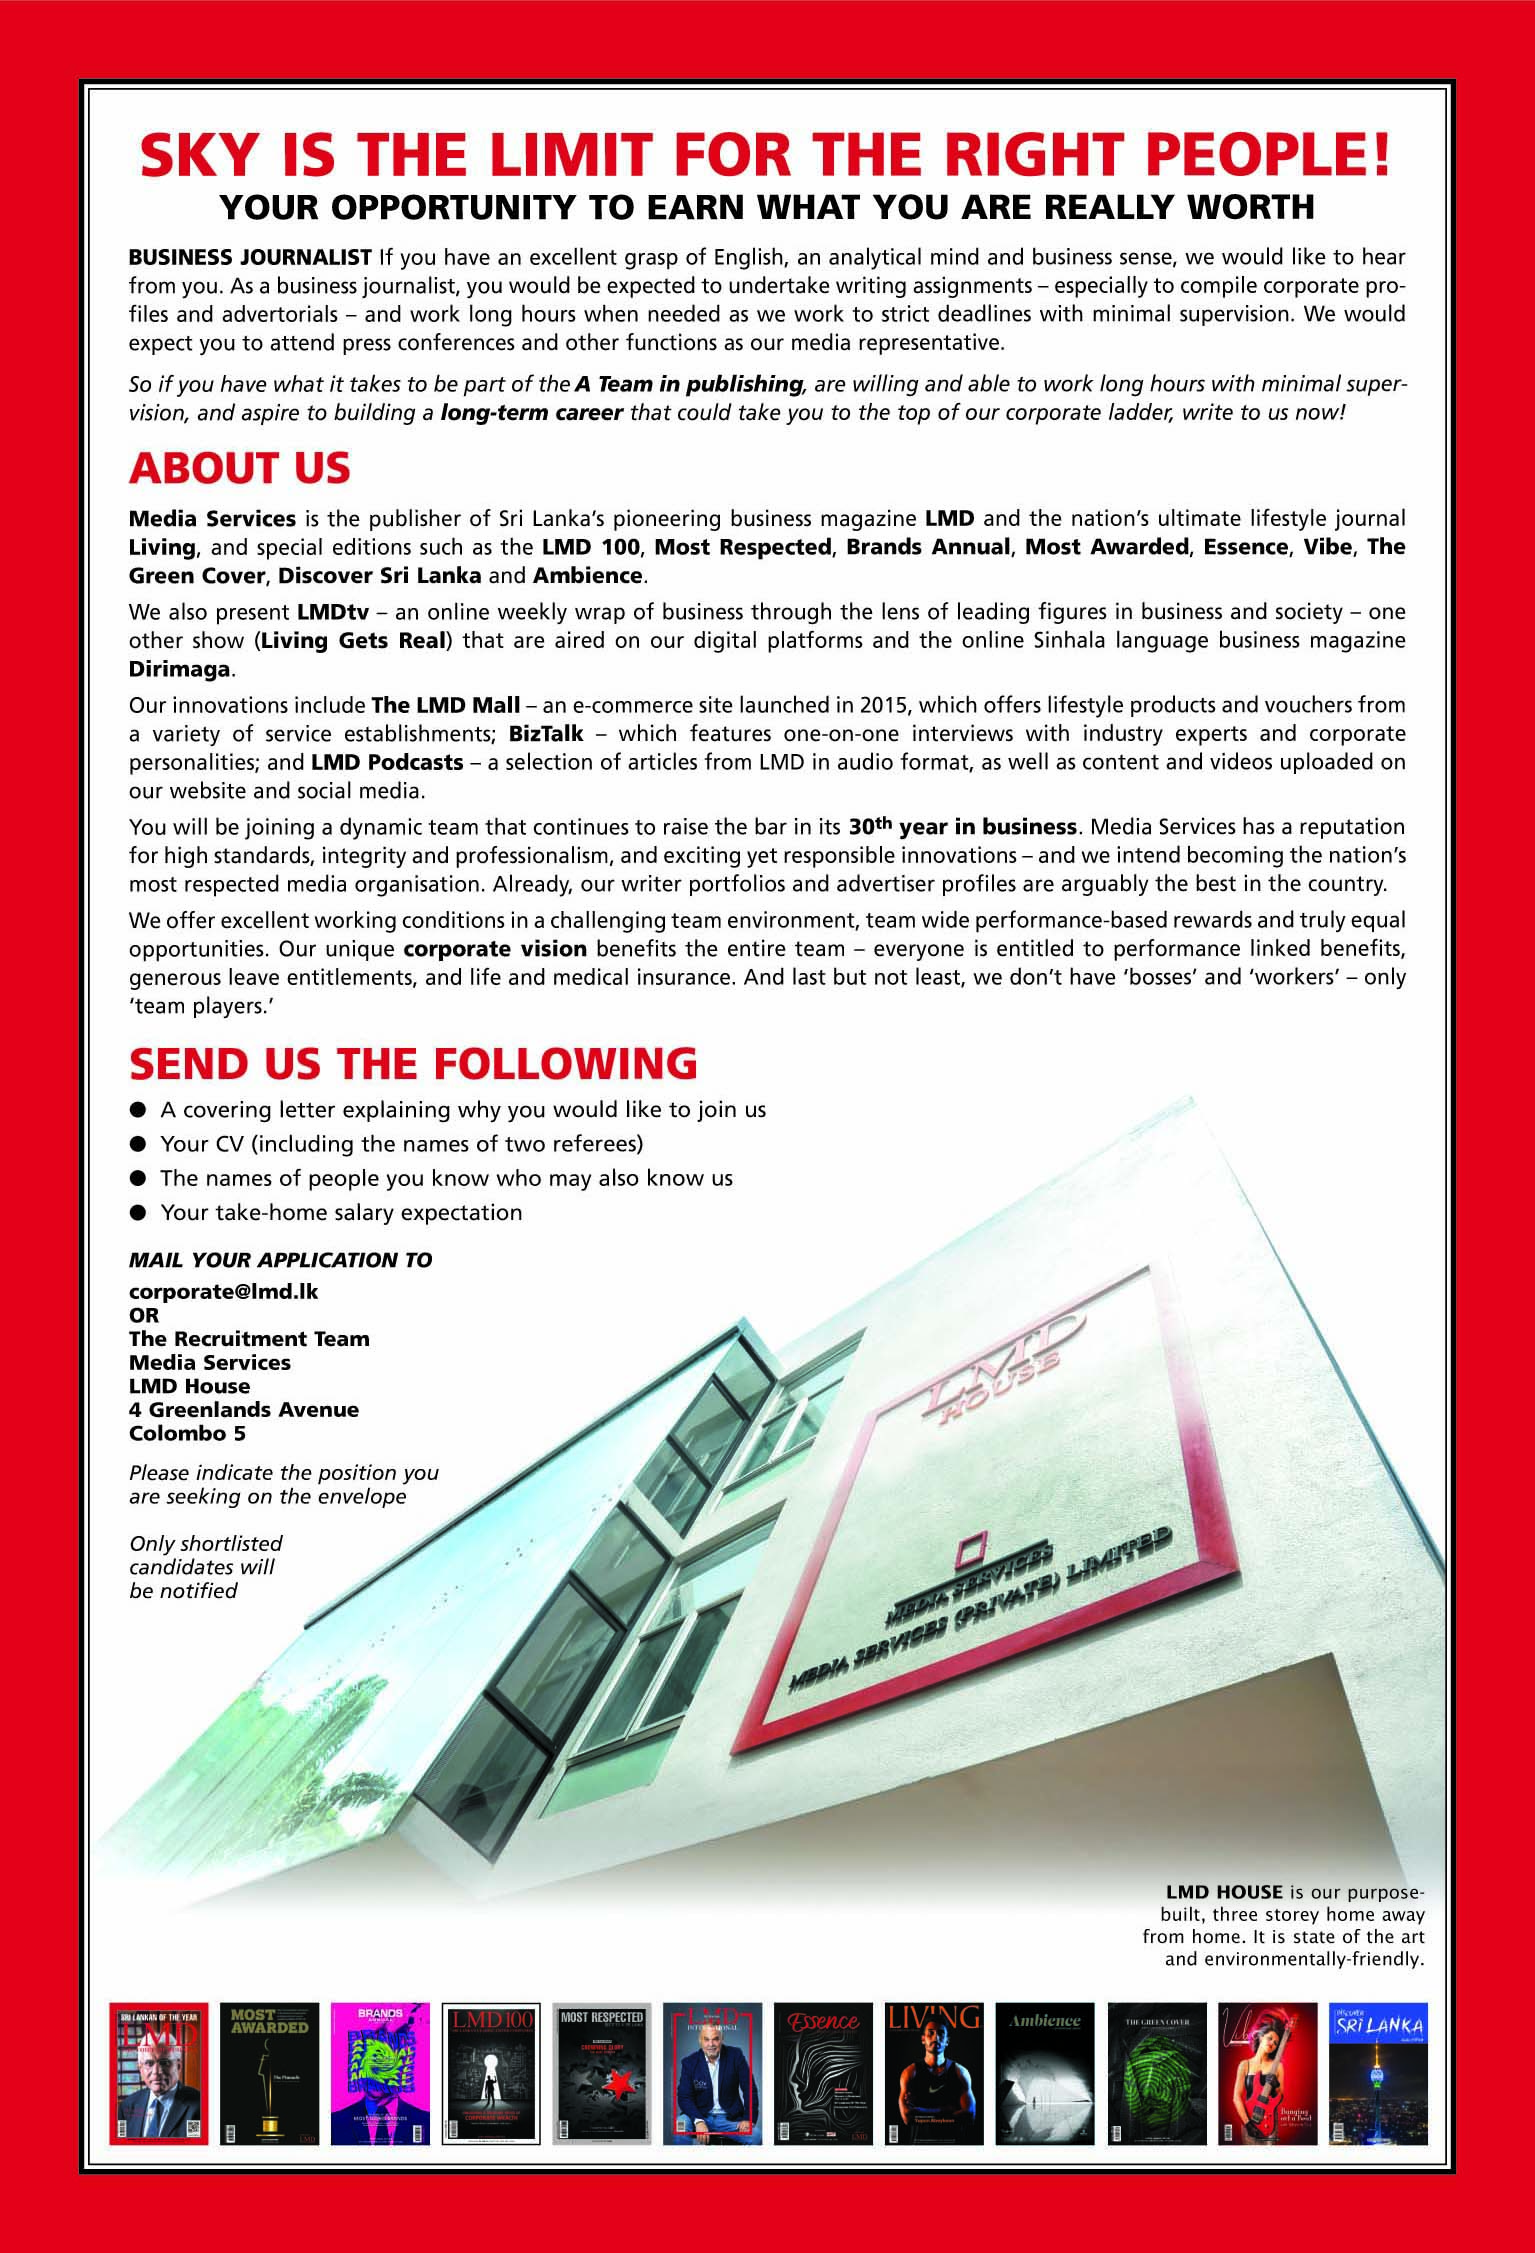 SKY IS THE LIMIT FOR THE RIGHT PEOPLE!
YOUR OPPORTUNITY TO EARN WHAT YOU ARE REALLY WORTH
BUSINESS JOURNALIST If you have an excellent grasp of English, an analytical mind and business sense, we would like to hear
from you. As a business journalist, you would be expected to undertake writing assignments – especially to compile corporate pro-
files and advertorials – and work long hours when needed as we work to strict deadlines with minimal supervision. We would
expect you to attend press conferences and other functions as our media representative.
So if you have what it takes to be part of the A Team in publishing, are willing and able to work long hours with minimal super-
vision, and aspire to building a long-term career that could take you to the top of our corporate ladder, write to us now!
ABOUT US
Media Services is the publisher of Sri Lanka's pioneering business magazine LMD and the nation's ultimate lifestyle journal
Living, and special editions such as the LMD 100, Most Respected, Brands Annual, Most Awarded, Essence, Vibe, The
Green Cover, Discover Sri Lanka and Ambience.
We also present LMDtv – an online weekly wrap of business through the lens of leading figures in business and society – one
other show (Living Gets Real) that are aired on our digital platforms and the online Sinhala language business magazine
Dirimaga.
Our innovations include The LMD Mall – an e-commerce site launched in 2015, which offers lifestyle products and vouchers from
a variety of service establishments; BizTalk – which features one-on-one interviews with industry experts and corporate
personalities; and LMD Podcasts – a selection of articles from LMD in audio format, as well as content and videos uploaded on
our website and social media.
You will be joining a dynamic team that continues to raise the bar in its 30th year in business. Media Services has a reputation
for high standards, integrity and professionalism, and exciting yet responsible innovations – and we intend becoming the nation's
most respected media organisation. Already, our writer portfolios and advertiser profiles are arguably the best in the country.
We offer excellent working conditions in a challenging team environment, team wide performance-based rewards and truly equal
opportunities. Our unique corporate vision benefits the entire team – everyone is entitled to performance linked benefits,
generous leave entitlements, and life and medical insurance. And last but not least, we don't have 'bosses' and 'workers' – only
'team players.'
SEND US THE FOLLOWING
● A covering letter explaining why you would like to join us
● Your CV (including the names of two referees)
● The names of people you know who may also know us
● Your take-home salary expectation
MAIL YOUR APPLICATION TO
corporate@lmd.lk
OR
The Recruitment Team
Media Services
LMD House
4 Greenlands Avenue
Colombo 5
Please indicate the position you
are seeking on the envelope
Only shortlisted
candidates will
be notified
LMD
HOUSE
MEDIA SERVICES
MEDIA SERVICES (PRIVATE) LIMITED
LMD HOUSE is our purpose-
built, three storey home away
from home. It is state of the art
and environmentally-friendly.
SRI LANKAN OF THE YEAR
LMD
MOST
AWARDED
The Pinnacle
BRANDS
ANNUAL
BRANDS
LMD 100
CORPORATE WEALTH
MOST RESPECTED
CROWNING GLORY
LMD
INTERNATIONAL
Essence
LIVING
Ambience
THE GREEN COVER
Vibe
Banging
DISCOVER
SRI LANKA